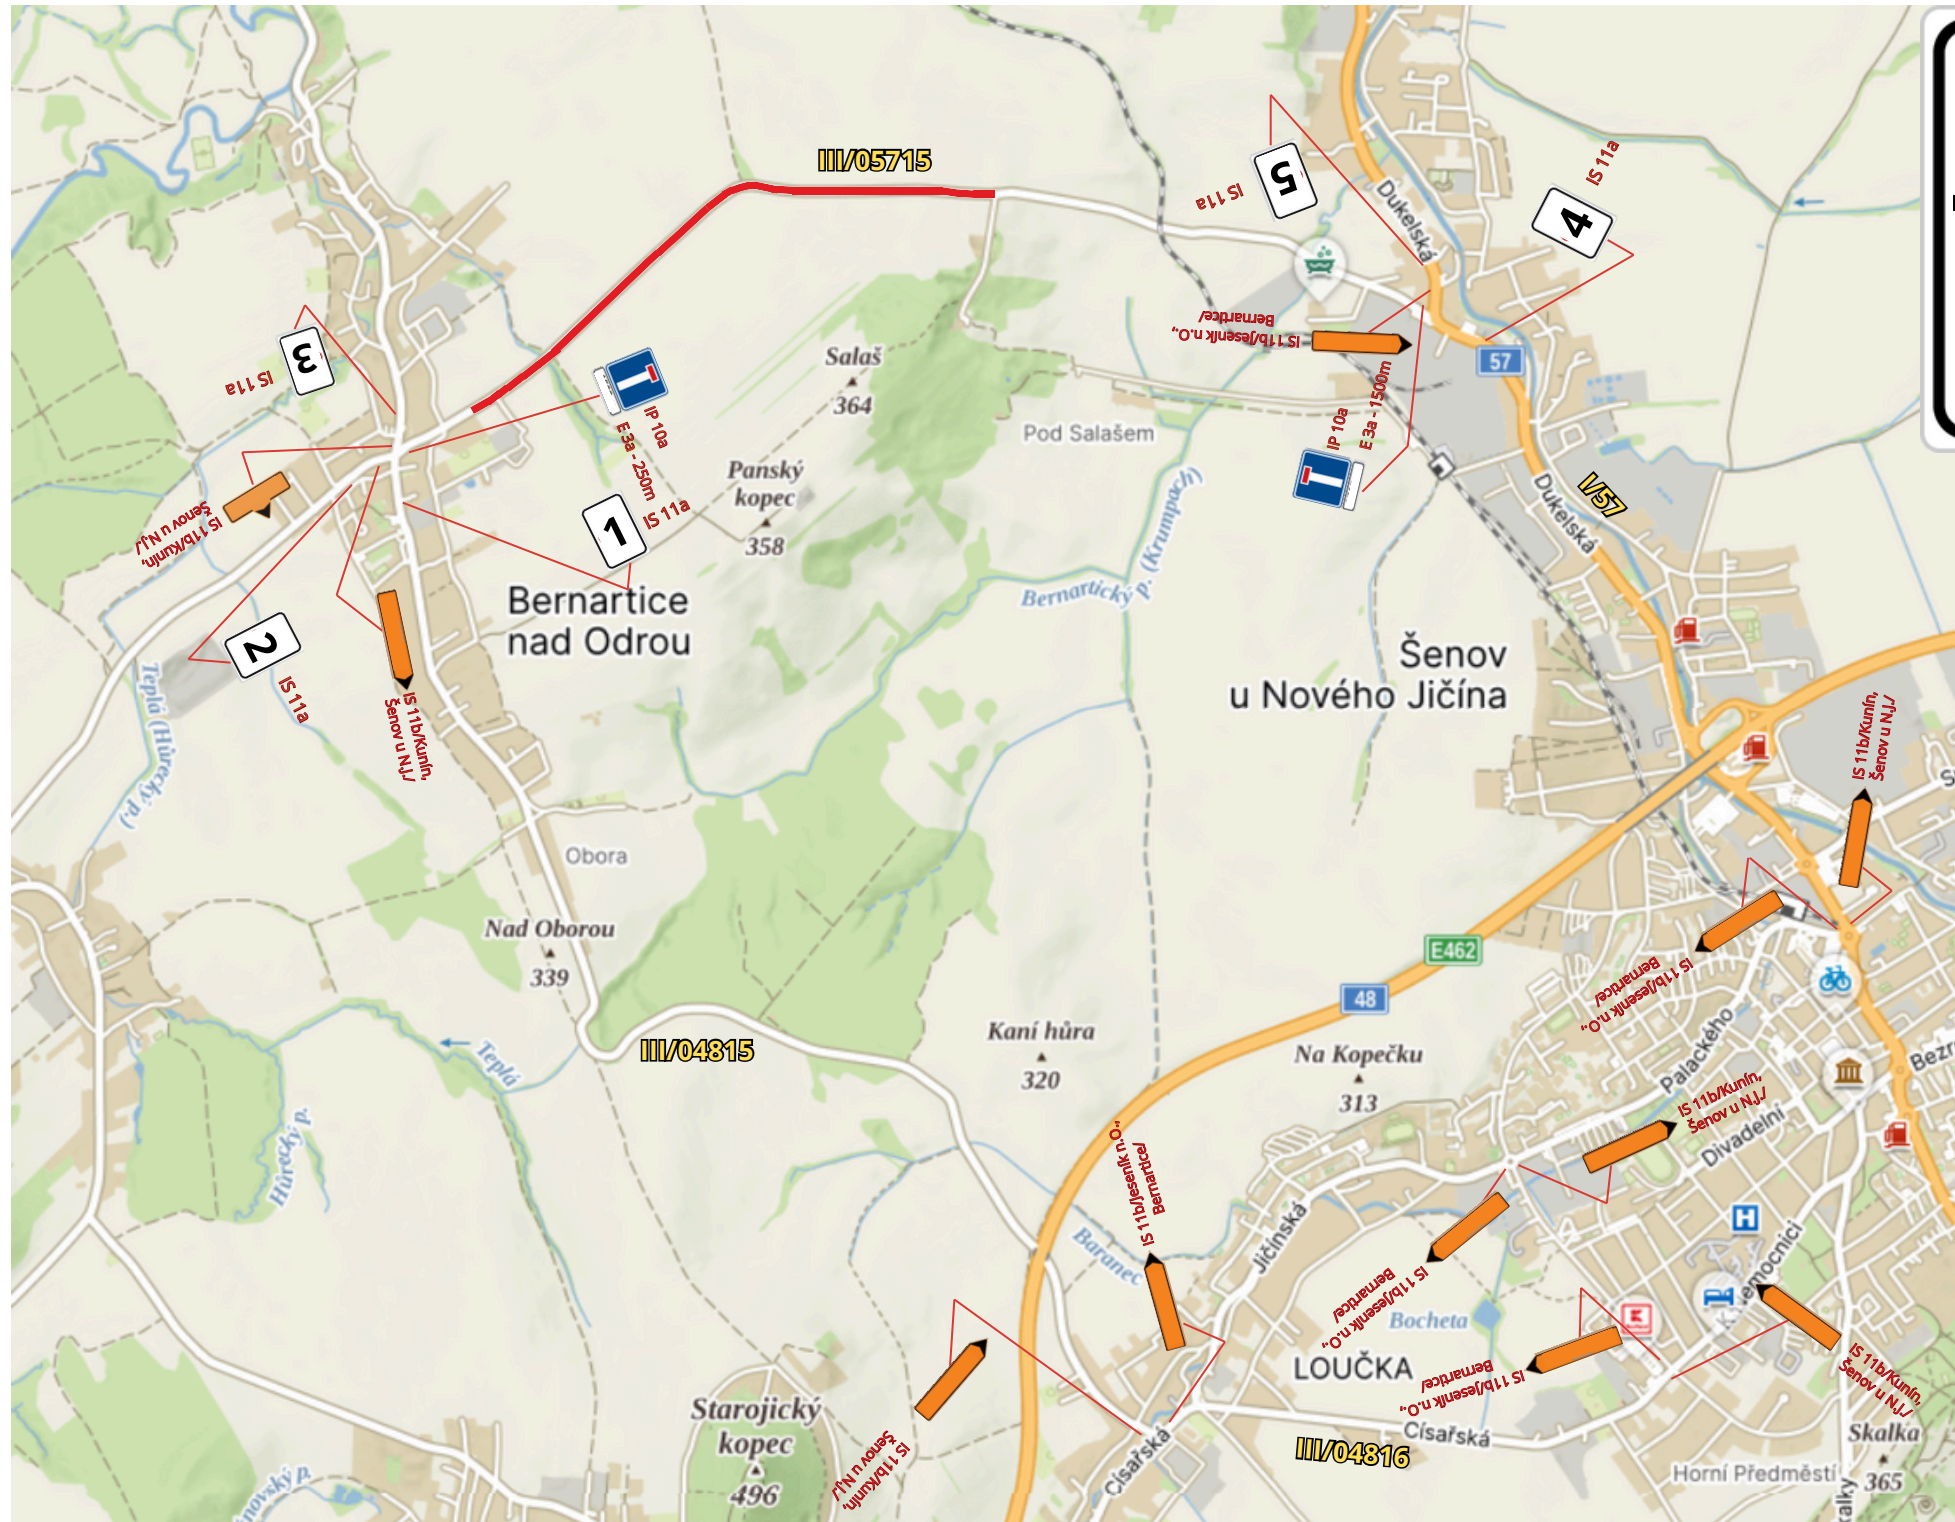 III/05715
Dukelská
5
IS 11a
4
IS 11a
IS 11b/Jeseník n.O.,
Bernartice/
57
IP 10a
E 3a - 1500m
3
IS 11a
IP 10a
E 3a - 250m
1
IS 11a
IS 11b/Kunín,
Šenov u N.J./
2
IS 11a
IS 11b/Kunín,
Šenov u N.J./
Salaš
364
Pod Salašem
Panský
kopec
358
Bernartice
nad Odrou
Bernartický p. (Krumpach)
Dukelská
I/57
Šenov
u Nového Jičína
Teplá (Hůrecký p.)
Obora
Nad Oborou
339
III/04815
Teplá
Hůrecký p.
Kaní hůra
320
E462
48
Na Kopečku
313
IS 11b/Kunín,
Šenov u N.J./
IS 11b/Jeseník n.O.,
Bernartice/
Palackého
Divadelní
Bezr
IS 11b/Kunín,
Šenov u N.J./
H
IS 11b/Jeseník n.O.,
Bernartice/
Baranec
Jičínská
IS 11b/Jeseník n.O.,
Bernartice/
Bocheta
LOUČKA
K Nemocnici
IS 11b/Jeseník n.O.,
Bernartice/
IS 11b/Kunín,
Šenov u N.J./
IS 11b/Kunín,
Šenov u N.J./
Starojický
kopec
496
Císařská
Císařská
III/04816
Horní Předměstí
Skalka
365
alky
novský p.